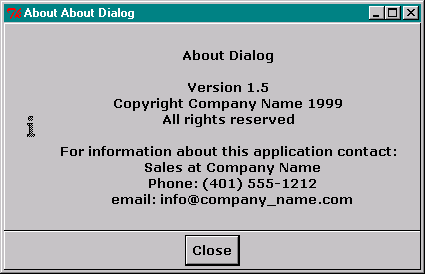 About About Dialog
About Dialog
Version 1.5
Copyright Company Name 1999
All rights reserved
For information about this application contact:
Sales at Company Name
Phone: (401) 555-1212
email: info@company_name.com
Close